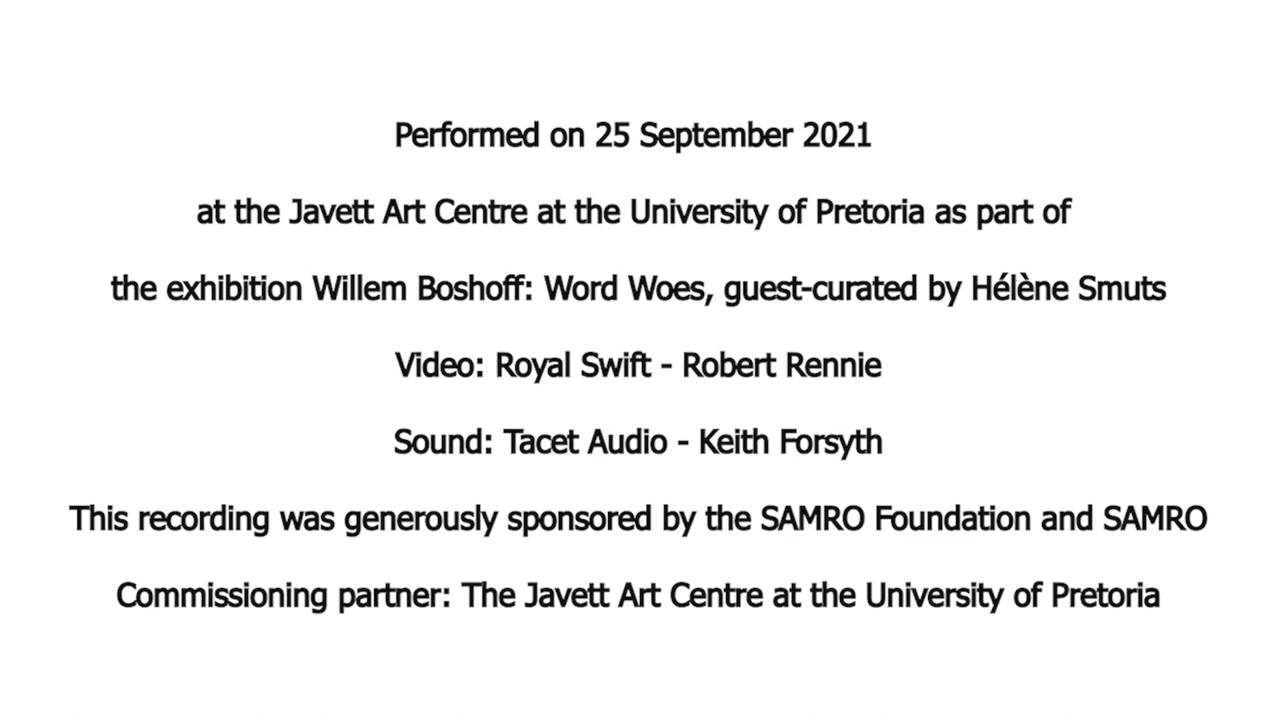 Performed on 25 September 2021
at the Javett Art Centre at the University of Pretoria as part of
the exhibition Willem Boshoff: Word Woes, guest-curated by Hélène Smuts
Video: Royal Swift - Robert Rennie
Sound: Tacet Audio - Keith Forsyth
This recording was generously sponsored by the SAMRO Foundation and SAMRO
Commissioning partner: The Javett Art Centre at the University of Pretoria